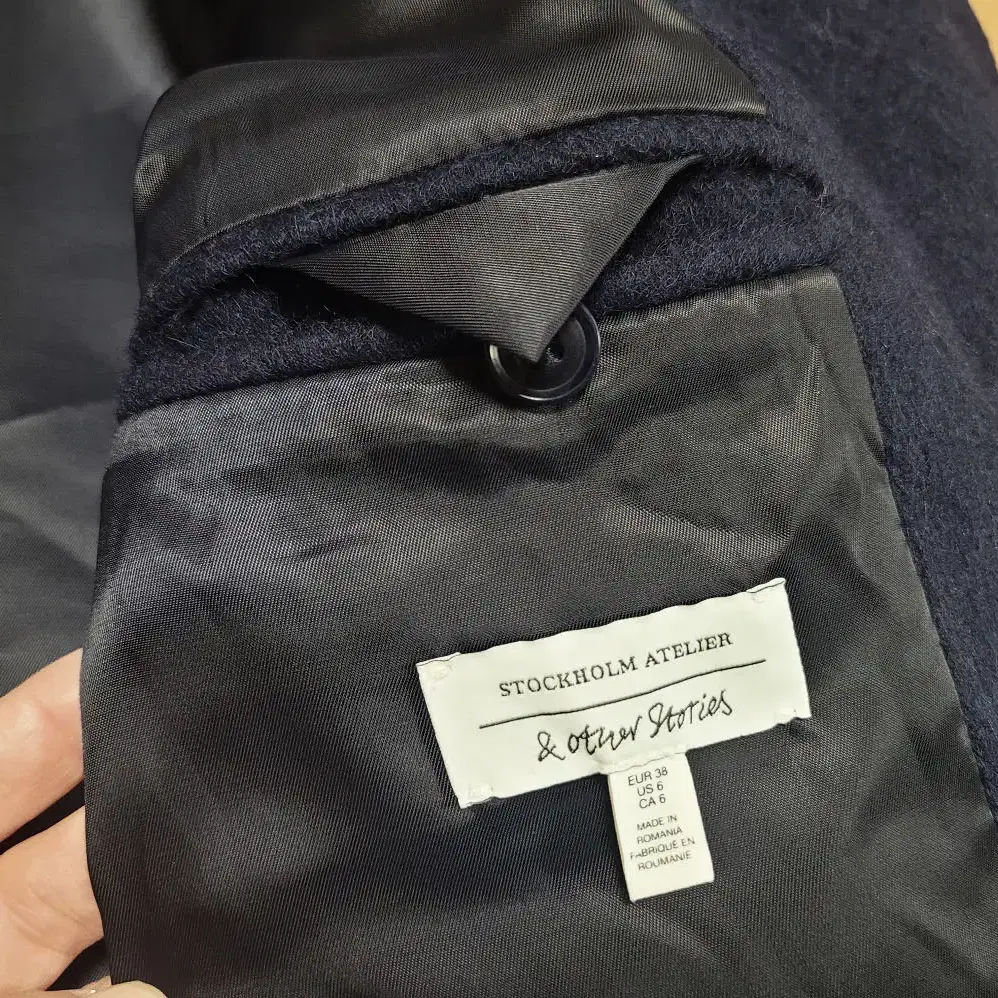 STOCKHOLM ATELIER
& other Stories
EUR 38
US 6
CA 6
MADE IN
ROMANIA
FABRIQUÉ EN
ROUMANIE